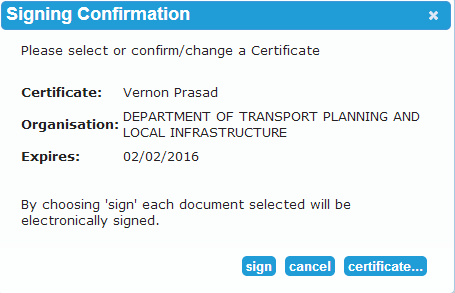 Signing Confirmation
Please select or confirm/change a Certificate
Certificate: Vernon Prasad
Organisation: DEPARTMENT OF TRANSPORT PLANNING AND
LOCAL INFRASTRUCTURE
Expires: 02/02/2016
By choosing 'sign' each document selected will be
electronically signed.
sign cancel certificate...